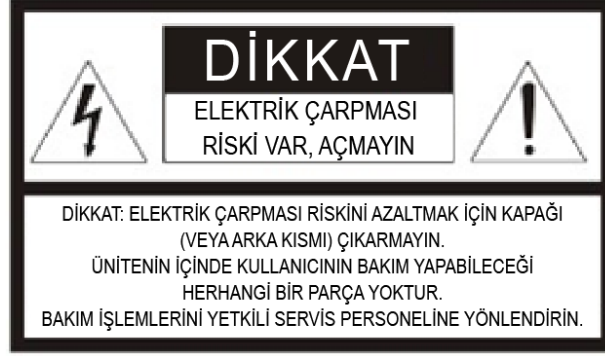 DİKKAT
ELEKTRİK ÇARPMASI
RİSKİ VAR, AÇMAYIN
DİKKAT: ELEKTRİK ÇARPMASI RİSKİNİ AZALTMAK İÇİN KAPAĞI
(VEYA ARKA KISMI) ÇIKARMAYIN.
ÜNİTENİN İÇİNDE KULLANICININ BAKIM YAPABİLECEĞİ
HERHANGİ BİR PARÇA YOKTUR.
BAKIM İŞLEMLERİNİ YETKİLİ SERVİS PERSONELİNE YÖNLENDİRİN.